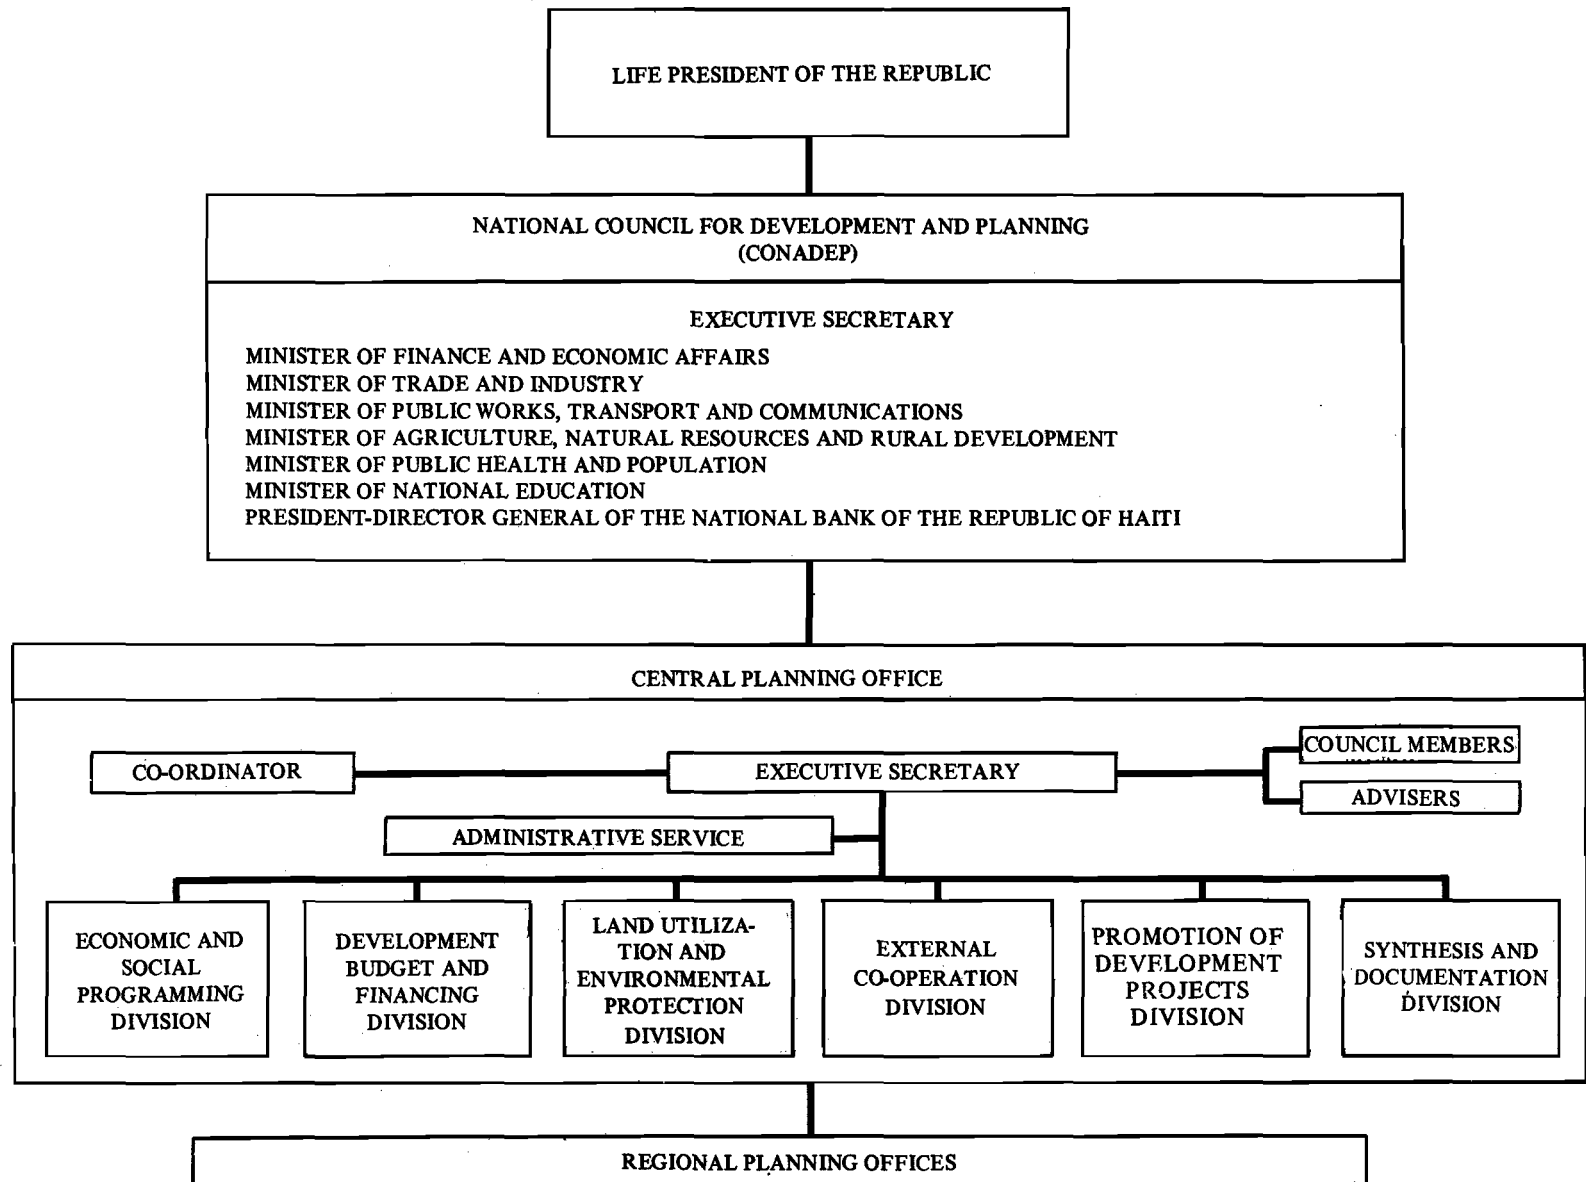 LIFE PRESIDENT OF THE REPUBLIC
NATIONAL COUNCIL FOR DEVELOPMENT AND PLANNING
(CONADEP)
EXECUTIVE SECRETARY
MINISTER OF FINANCE AND ECONOMIC AFFAIRS
MINISTER OF TRADE AND INDUSTRY
MINISTER OF PUBLIC WORKS, TRANSPORT AND COMMUNICATIONS
MINISTER OF AGRICULTURE, NATURAL RESOURCES AND RURAL DEVELOPMENT
MINISTER OF PUBLIC HEALTH AND POPULATION
MINISTER OF NATIONAL EDUCATION
PRESIDENT-DIRECTOR GENERAL OF THE NATIONAL BANK OF THE REPUBLIC OF HAITI
CENTRAL PLANNING OFFICE
CO-ORDINATOR
EXECUTIVE SECRETARY
COUNCIL MEMBERS
ADVISERS
ADMINISTRATIVE SERVICE
ECONOMIC AND
SOCIAL
PROGRAMMING
DIVISION
DEVELOPMENT
BUDGET AND
FINANCING
DIVISION
LAND UTILIZA-
TION AND
ENVIRONMENTAL
PROTECTION
DIVISION
EXTERNAL
CO-OPERATION
DIVISION
PROMOTION OF
DEVELOPMENT
PROJECTS
DIVISION
SYNTHESIS AND
DOCUMENTATION
DIVISION
REGIONAL PLANNING OFFICES